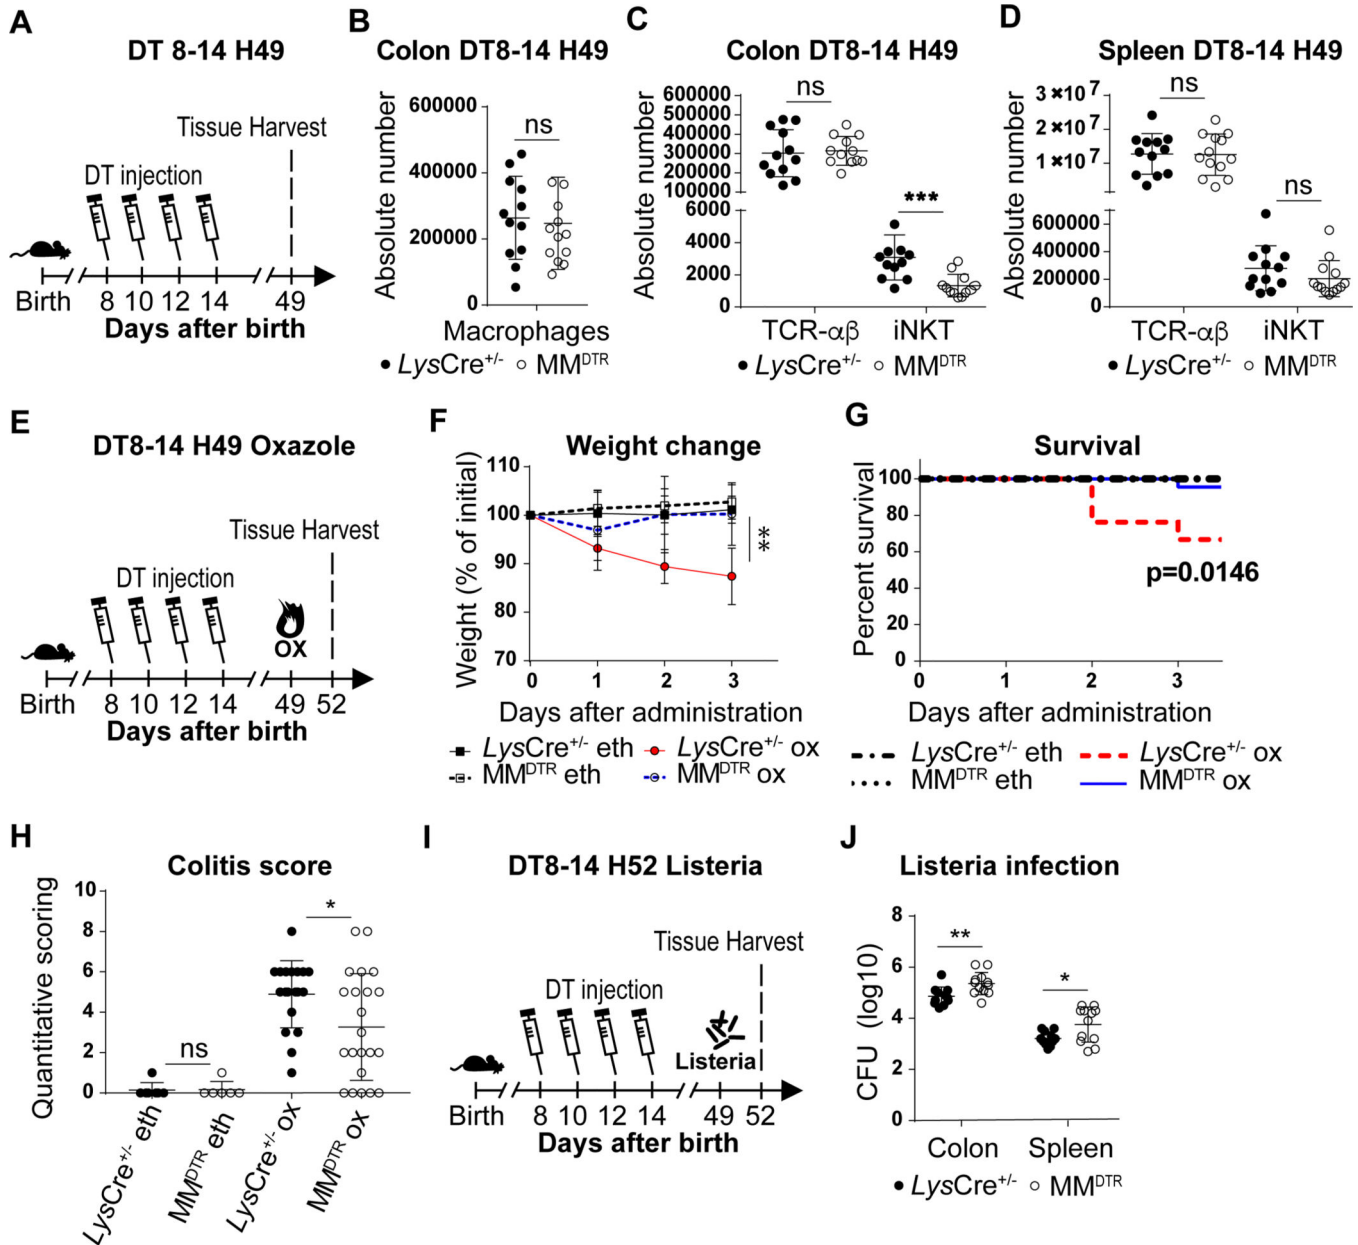 A
DT 8-14 H49
Tissue Harvest
DT injection
Birth
8 10 12 14 49
Days after birth
B
Colon DT8-14 H49
Absolute number
600000
400000
200000
0
ns
Macrophages
LysCre+/- MMDTR
C
Colon DT8-14 H49
Absolute number
600000
500000
400000
300000
200000
100000
6000
4000
2000
0
ns
***
TCR-αβ iNKT
LysCre+/- MMDTR
D
Spleen DT8-14 H49
Absolute number
3×10⁷
2×10⁷
1×10⁷
600000
400000
200000
0
ns
ns
TCR-αβ iNKT
LysCre+/- MMDTR
E
DT8-14 H49 Oxazole
Tissue Harvest
DT injection
OX
Birth
8 10 12 14 49 52
Days after birth
F
Weight change
Weight (% of initial)
110
100
90
80
70
**
0 1 2 3
Days after administration
LysCre+/- eth LysCre+/- ox
MMDTR eth MMDTR ox
G
Survival
Percent survival
100
80
60
40
20
0
p=0.0146
0 1 2 3
Days after administration
LysCre+/- eth LysCre+/- ox
MMDTR eth MMDTR ox
H
Colitis score
Quantitative scoring
10
8
6
4
2
0
ns
*
LysCre+/- eth
MMDTR eth
LysCre+/- ox
MMDTR ox
I
DT8-14 H52 Listeria
Tissue Harvest
DT injection
Listeria
Birth
8 10 12 14 49 52
Days after birth
J
Listeria infection
CFU (log10)
8
6
4
2
0
**
*
Colon Spleen
LysCre+/- MMDTR